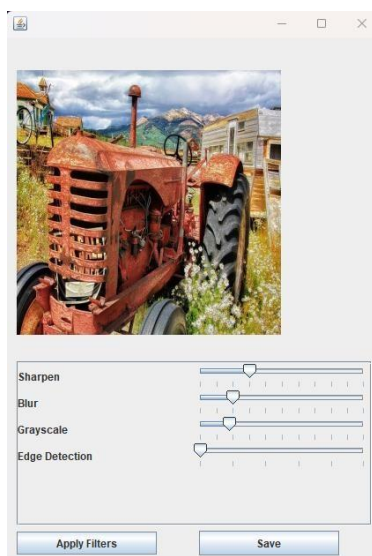 Sharpen
Blur
Grayscale
Edge Detection
Apply Filters
Save